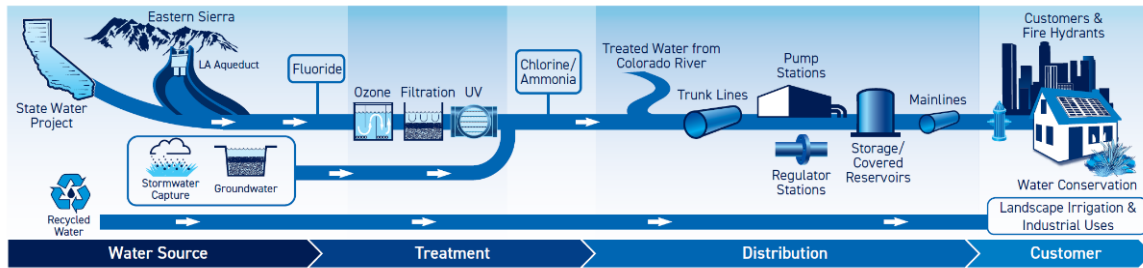 Eastern Sierra
LA Aqueduct
State Water
Project
Fluoride
Ozone
Filtration
UV
Chlorine/
Ammonia
Stormwater
Capture
Groundwater
Recycled
Water
Treated Water from
Colorado River
Trunk Lines
Pump
Stations
Regulator
Stations
Storage/
Covered
Reservoirs
Mainlines
Customers &
Fire Hydrants
Water Conservation
Landscape Irrigation &
Industrial Uses
Water Source
Treatment
Distribution
Customer